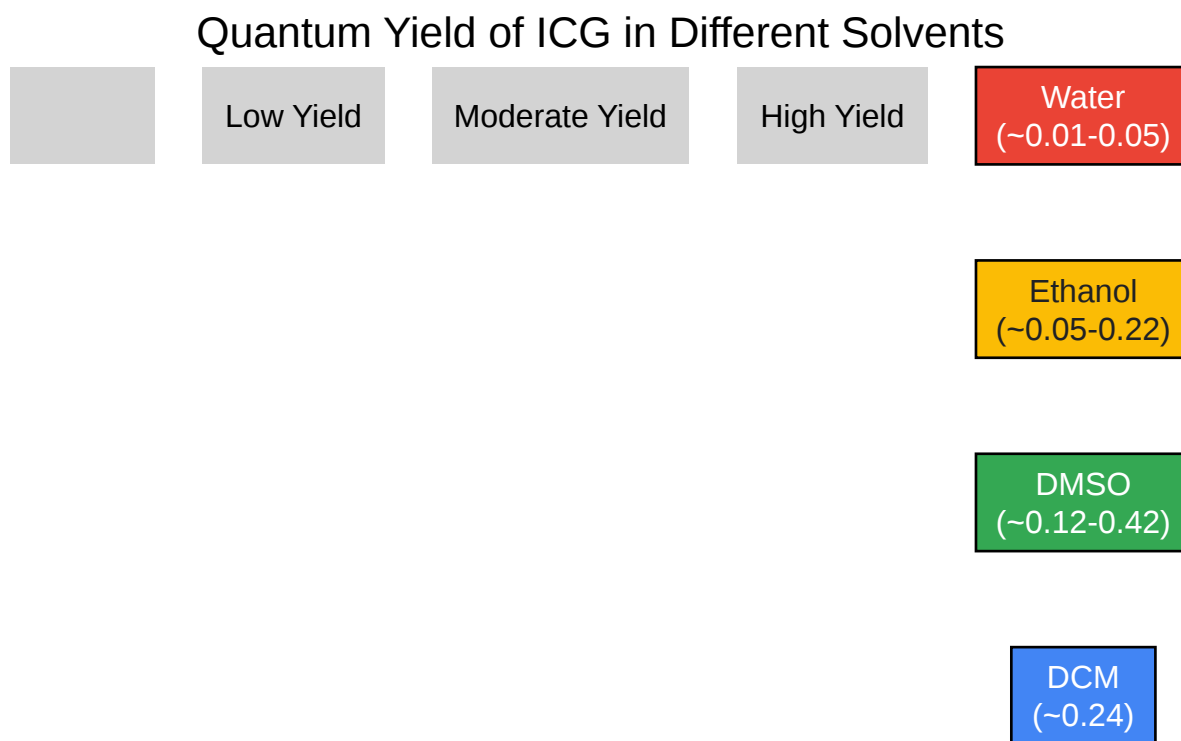 Quantum Yield of ICG in Different Solvents
Low Yield
Moderate Yield
High Yield
Water
(~0.01-0.05)
Ethanol
(~0.05-0.22)
DMSO
(~0.12-0.42)
DCM
(~0.24)